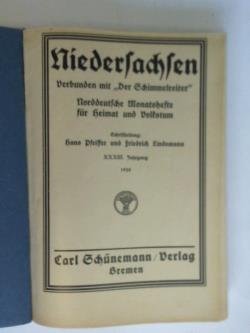 Niedersachsen
Verbunden mit „Der Schimmelreiter"
Norddeutsche Monatshefte
für Heimat und Volkstum
Schriftleitung:
Hans Pfeiffer und Friedrich Lindemann
XXXIII. Jahrgang
1928
Carl Schünemann / Verlag
Bremen